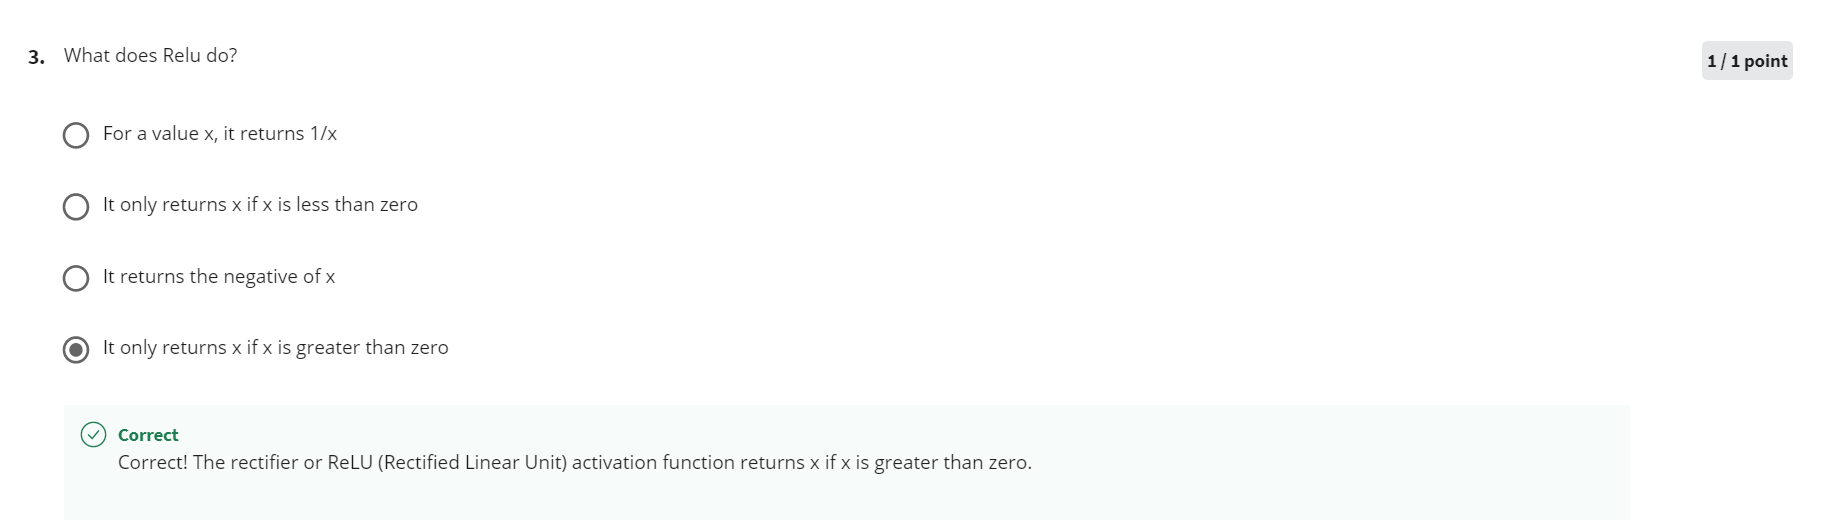 3. What does Relu do?
1 / 1 point
For a value x, it returns 1/x
It only returns x if x is less than zero
It returns the negative of x
It only returns x if x is greater than zero
Correct
Correct! The rectifier or ReLU (Rectified Linear Unit) activation function returns x if x is greater than zero.